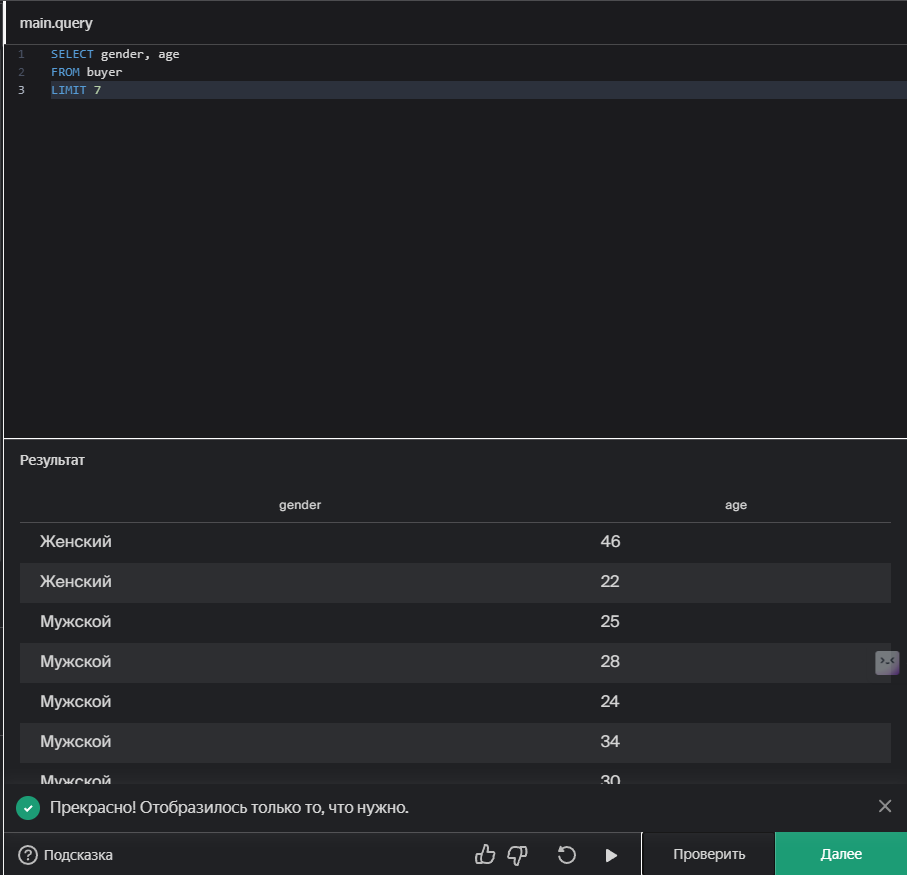 main.query
1 SELECT gender, age
2 FROM buyer
3 LIMIT 7
Результат
gender age
Женский 46
Женский 22
Мужской 25
Мужской 28
Мужской 24
Мужской 34
Мужской 30
Прекрасно! Отобразилось только то, что нужно.
Подсказка Проверить Далее